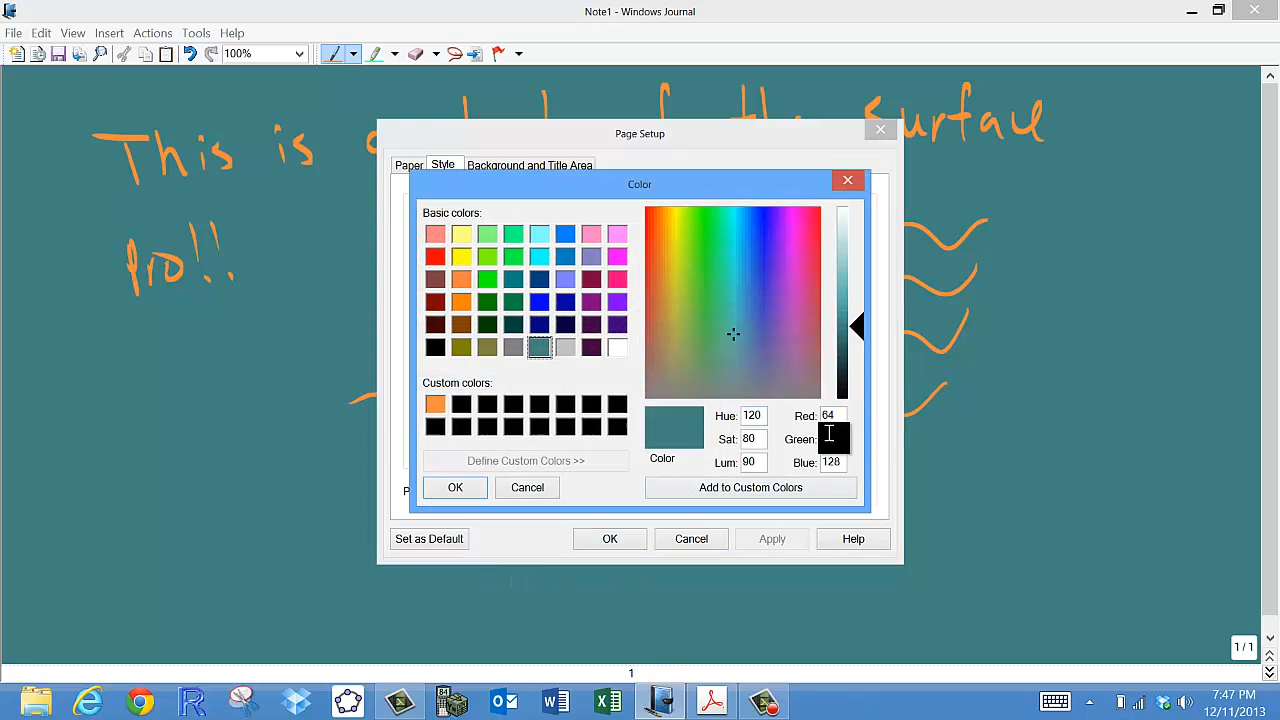 Note1 - Windows Journal
File Edit View Insert Actions Tools Help
100%
This is of the Surface
Pro!!
Page Setup
Paper Style Background and Title Area
Color
Basic colors:
Custom colors:
Define Custom Colors >>
OK Cancel
Color
Hue: 120 Red: 64
Sat: 80 Green:
Lum: 90 Blue: 128
Add to Custom Colors
Set as Default OK Cancel Apply Help
1 / 1
1
84
7:47 PM
12/11/2013